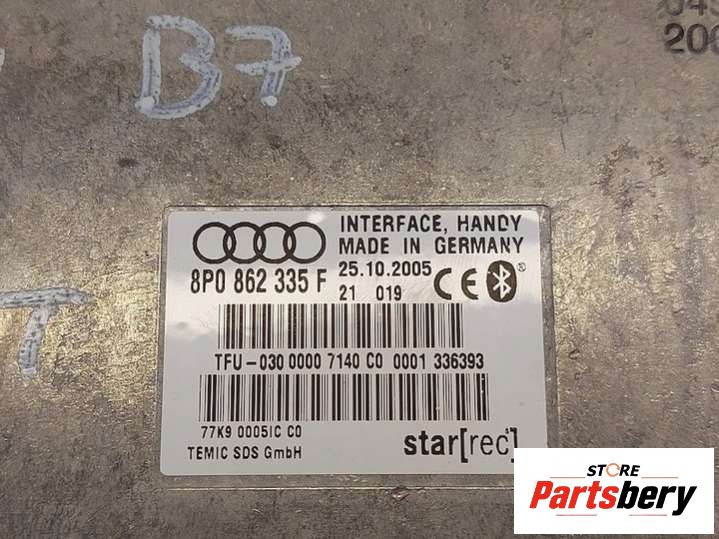 B7
200
T
INTERFACE, HANDY
MADE IN GERMANY
8P0 862 335 F
25.10.2005
21 019
CE
TFU-030 0000 7140 C0 0001 336393
77K9 0005IC C0
TEMIC SDS GmbH
star[rec]
STORE
Partsbery